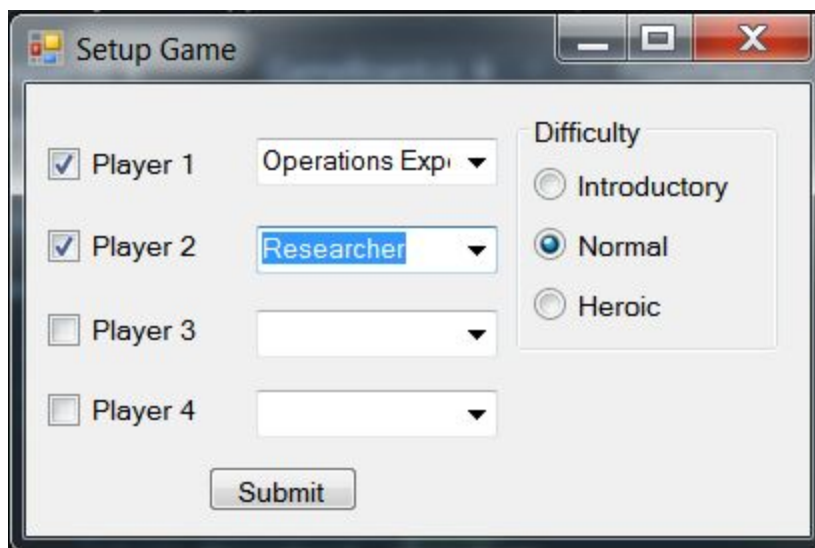 Setup Game
Player 1
Operations Exp
Difficulty
Introductory
Player 2
Researcher
Normal
Player 3
Heroic
Player 4
Submit